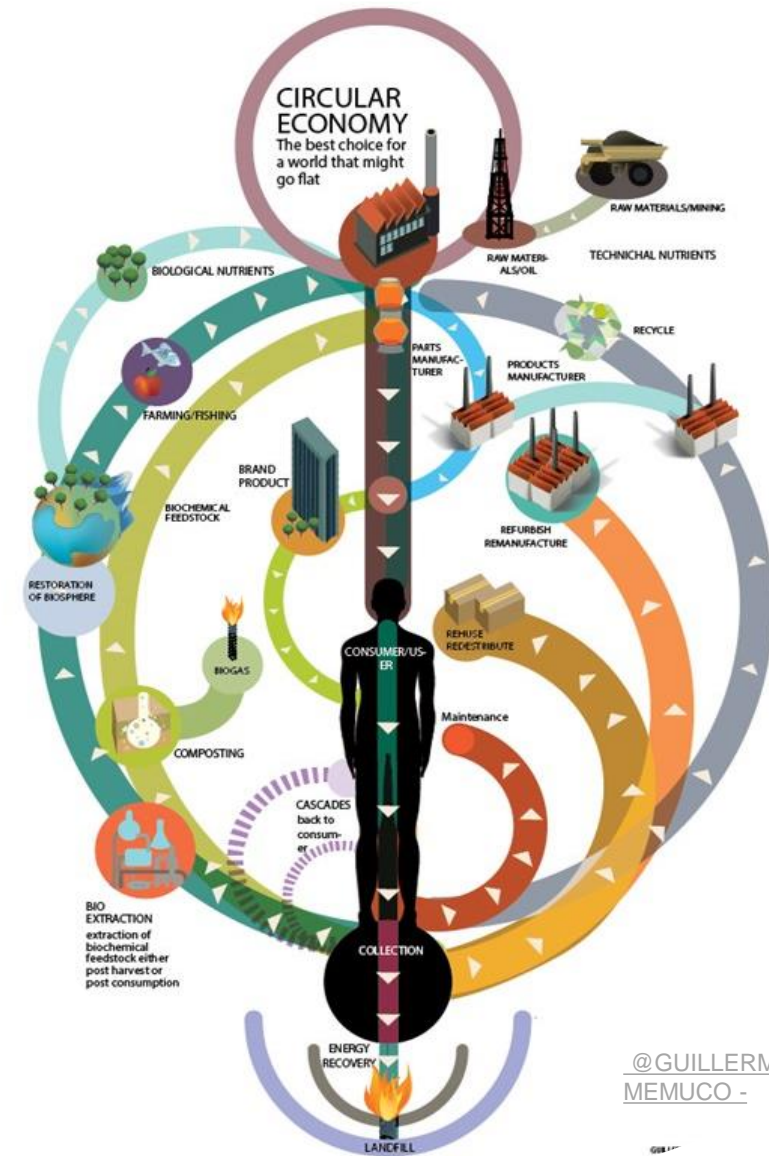 CIRCULAR
ECONOMY
The best choice for
a world that might
go flat
RAW MATERIALS/MINING
RAW MATERI-
ALS/OIL
TECHNICHAL NUTRIENTS
BIOLOGICAL NUTRIENTS
RECYCLE
PARTS
MANUFAC-
TURER
PRODUCTS
MANUFACTURER
FARMING/FISHING
BRAND
PRODUCT
BIOCHEMICAL
FEEDSTOCK
REFURBISH
REMANUFACTURE
RESTORATION
OF BIOSPHERE
CONSUMER/US-
ER
REHUSE
REDESTRIBUTE
BIOGAS
Maintenance
COMPOSTING
CASCADES
back to
consum-
er
BIO
EXTRACTION
extraction of
biochemical
feedstock either
post harvest or
post consumption
COLLECTION
ENERGY
RECOVERY
@GUILLERM
MEMUCO -
LANDFILL